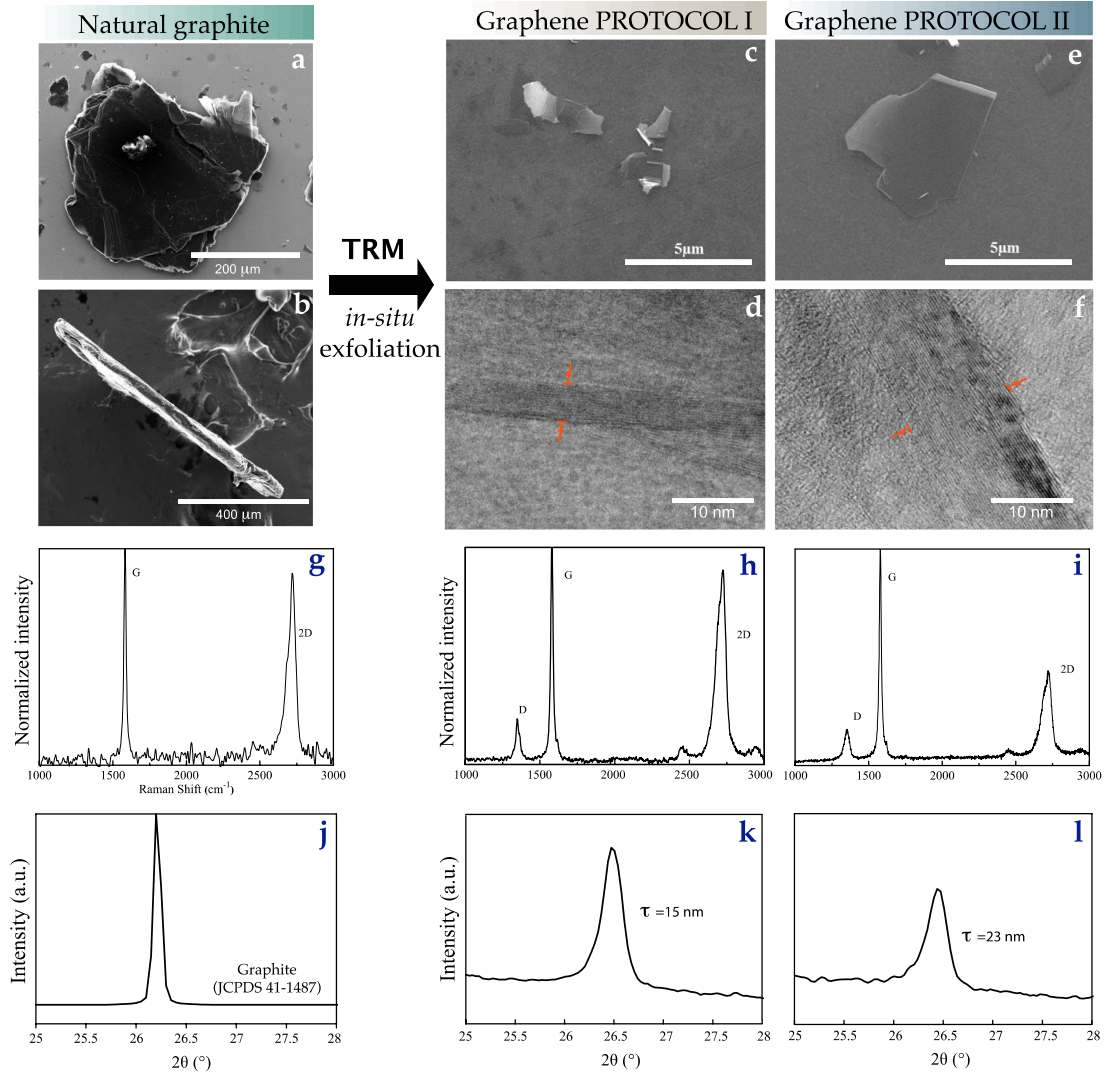 Natural graphite
Graphene PROTOCOL I
Graphene PROTOCOL II
a
200 μm
b
400 μm
TRM
in-situ
exfoliation
c
5μm
d
10 nm
e
5μm
f
10 nm
g
Normalized intensity
G
2D
1000 1500 2000 2500 3000
Raman Shift (cm-1)
h
Normalized intensity
D
G
2D
1000 1500 2000 2500 3000
i
D
G
2D
1000 1500 2000 2500 3000
j
Intensity (a.u.)
Graphite
(JCPDS 41-1487)
25 25.5 26 26.5 27 27.5 28
2θ (°)
k
Intensity (a.u.)
τ =15 nm
25 25.5 26 26.5 27 27.5 28
2θ (°)
l
τ =23 nm
25 25.5 26 26.5 27 27.5 28
2θ (°)